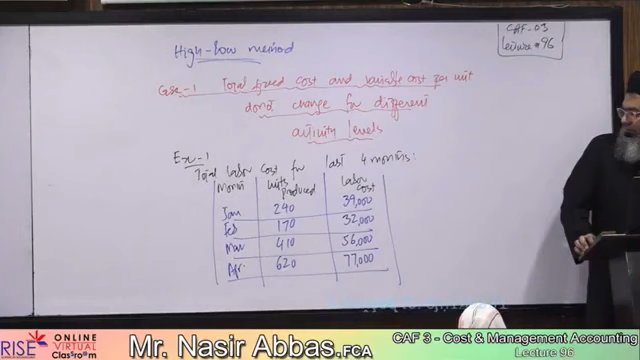 CAF-03
Lecture # 96
High-low method
Case-1 Total fixed cost and variable cost per unit
don't change for different
activity levels
Ex-1
Total labor cost for last 4 months:
Month units produced Labor cost
Jan 240 39,000
Feb 170 32,000
Mar 410 56,000
Apr. 620 77,000
RISE ONLINE VIRTUAL Classroom
Mr. Nasir Abbas.FCA
CAF 3 - Cost & Management Accounting
Lecture 96